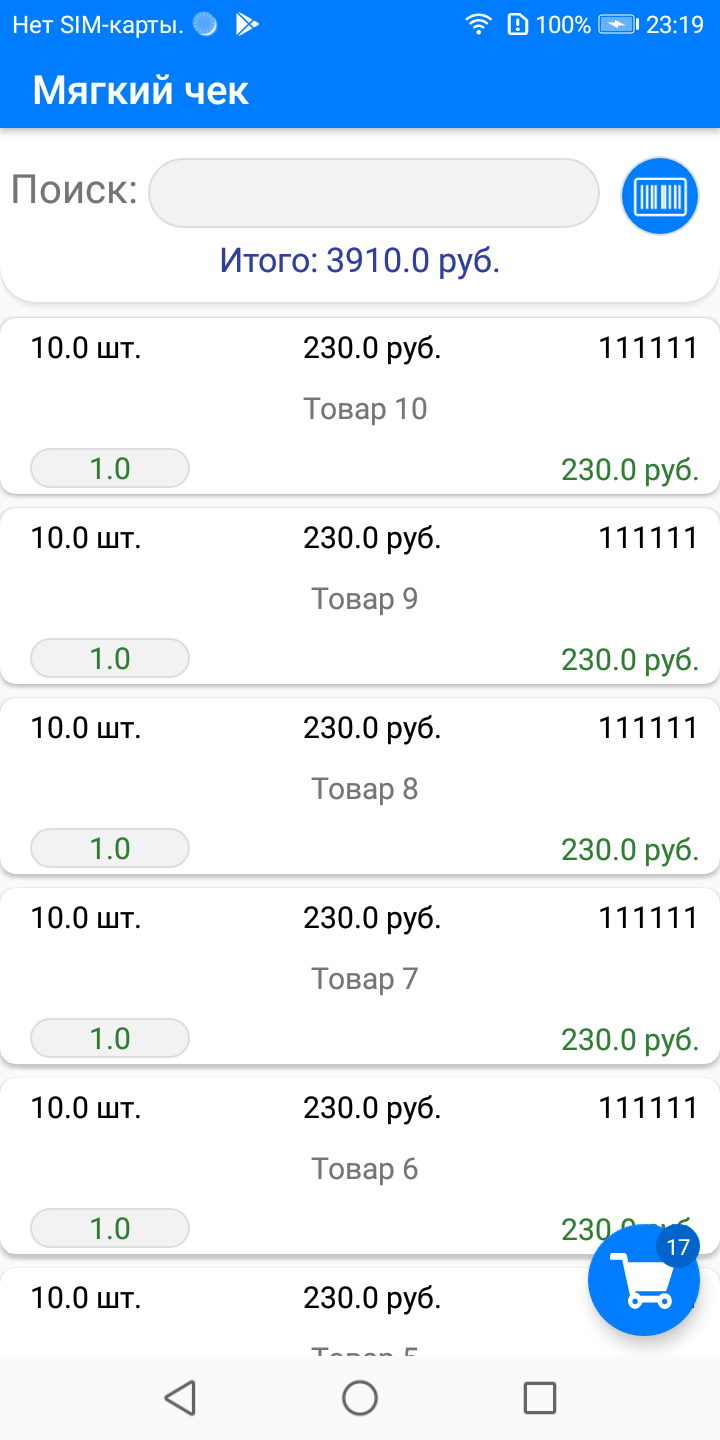 Нет SIM-карты. 100% 23:19
Мягкий чек
Поиск:
Итого: 3910.0 руб.
10.0 шт. 230.0 руб. 111111
Товар 10
1.0 230.0 руб.
10.0 шт. 230.0 руб. 111111
Товар 9
1.0 230.0 руб.
10.0 шт. 230.0 руб. 111111
Товар 8
1.0 230.0 руб.
10.0 шт. 230.0 руб. 111111
Товар 7
1.0 230.0 руб.
10.0 шт. 230.0 руб. 111111
Товар 6
1.0 230.0 руб.
17
10.0 шт. 230.0 руб.
Товар 5